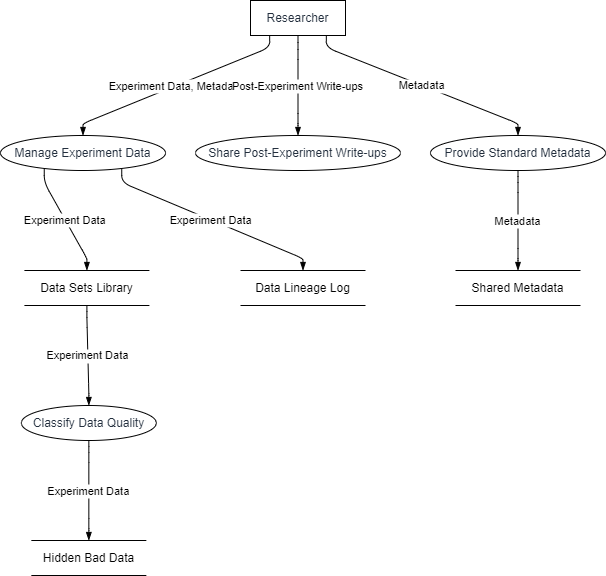 Researcher
Experiment Data, Metada
Post-Experiment Write-ups
Metadata
Manage Experiment Data
Share Post-Experiment Write-ups
Provide Standard Metadata
Experiment Data
Experiment Data
Metadata
Data Sets Library
Data Lineage Log
Shared Metadata
Experiment Data
Classify Data Quality
Experiment Data
Hidden Bad Data